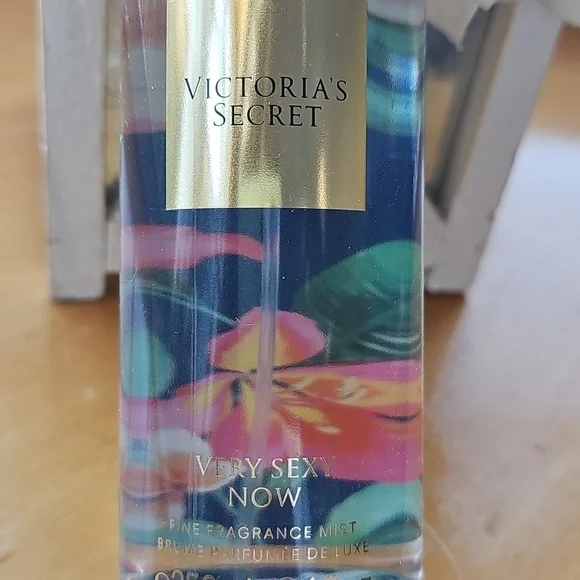 VICTORIA'S
SECRET
VERY SEXY
NOW
FINE FRAGRANCE MIST
BRUME PARFUMÉE DE LUXE